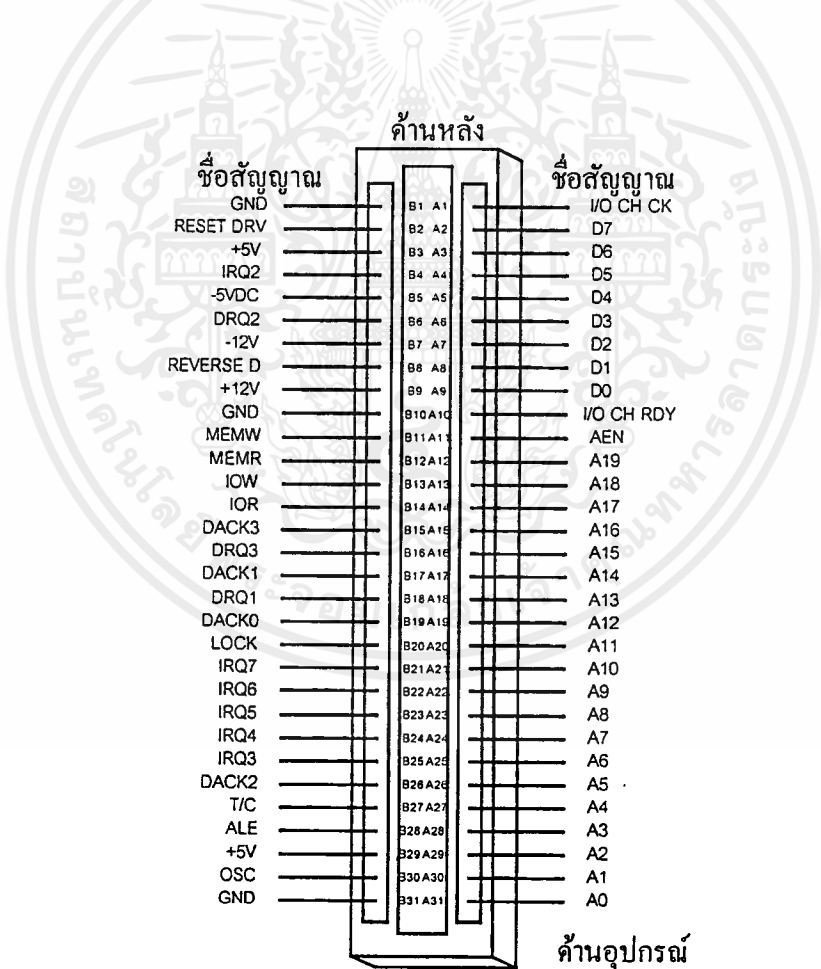 ด้านหลัง
ชื่อสัญญาณ ชื่อสัญญาณ
GND B1 A1 I/O CH CK
RESET DRV B2 A2 D7
+5V B3 A3 D6
IRQ2 B4 A4 D5
-5VDC B5 A5 D4
DRQ2 B6 A6 D3
-12V B7 A7 D2
REVERSE D B8 A8 D1
+12V B9 A9 D0
GND B10 A10 I/O CH RDY
MEMW B11 A11 AEN
MEMR B12 A12 A19
IOW B13 A13 A18
IOR B14 A14 A17
DACK3 B15 A15 A16
DRQ3 B16 A16 A15
DACK1 B17 A17 A14
DRQ1 B18 A18 A13
DACK0 B19 A19 A12
LOCK B20 A20 A11
IRQ7 B21 A21 A10
IRQ6 B22 A22 A9
IRQ5 B23 A23 A8
IRQ4 B24 A24 A7
IRQ3 B25 A25 A6
DACK2 B26 A26 A5
T/C B27 A27 A4
ALE B28 A28 A3
+5V B29 A29 A2
OSC B30 A30 A1
GND B31 A31 A0
ด้านอุปกรณ์